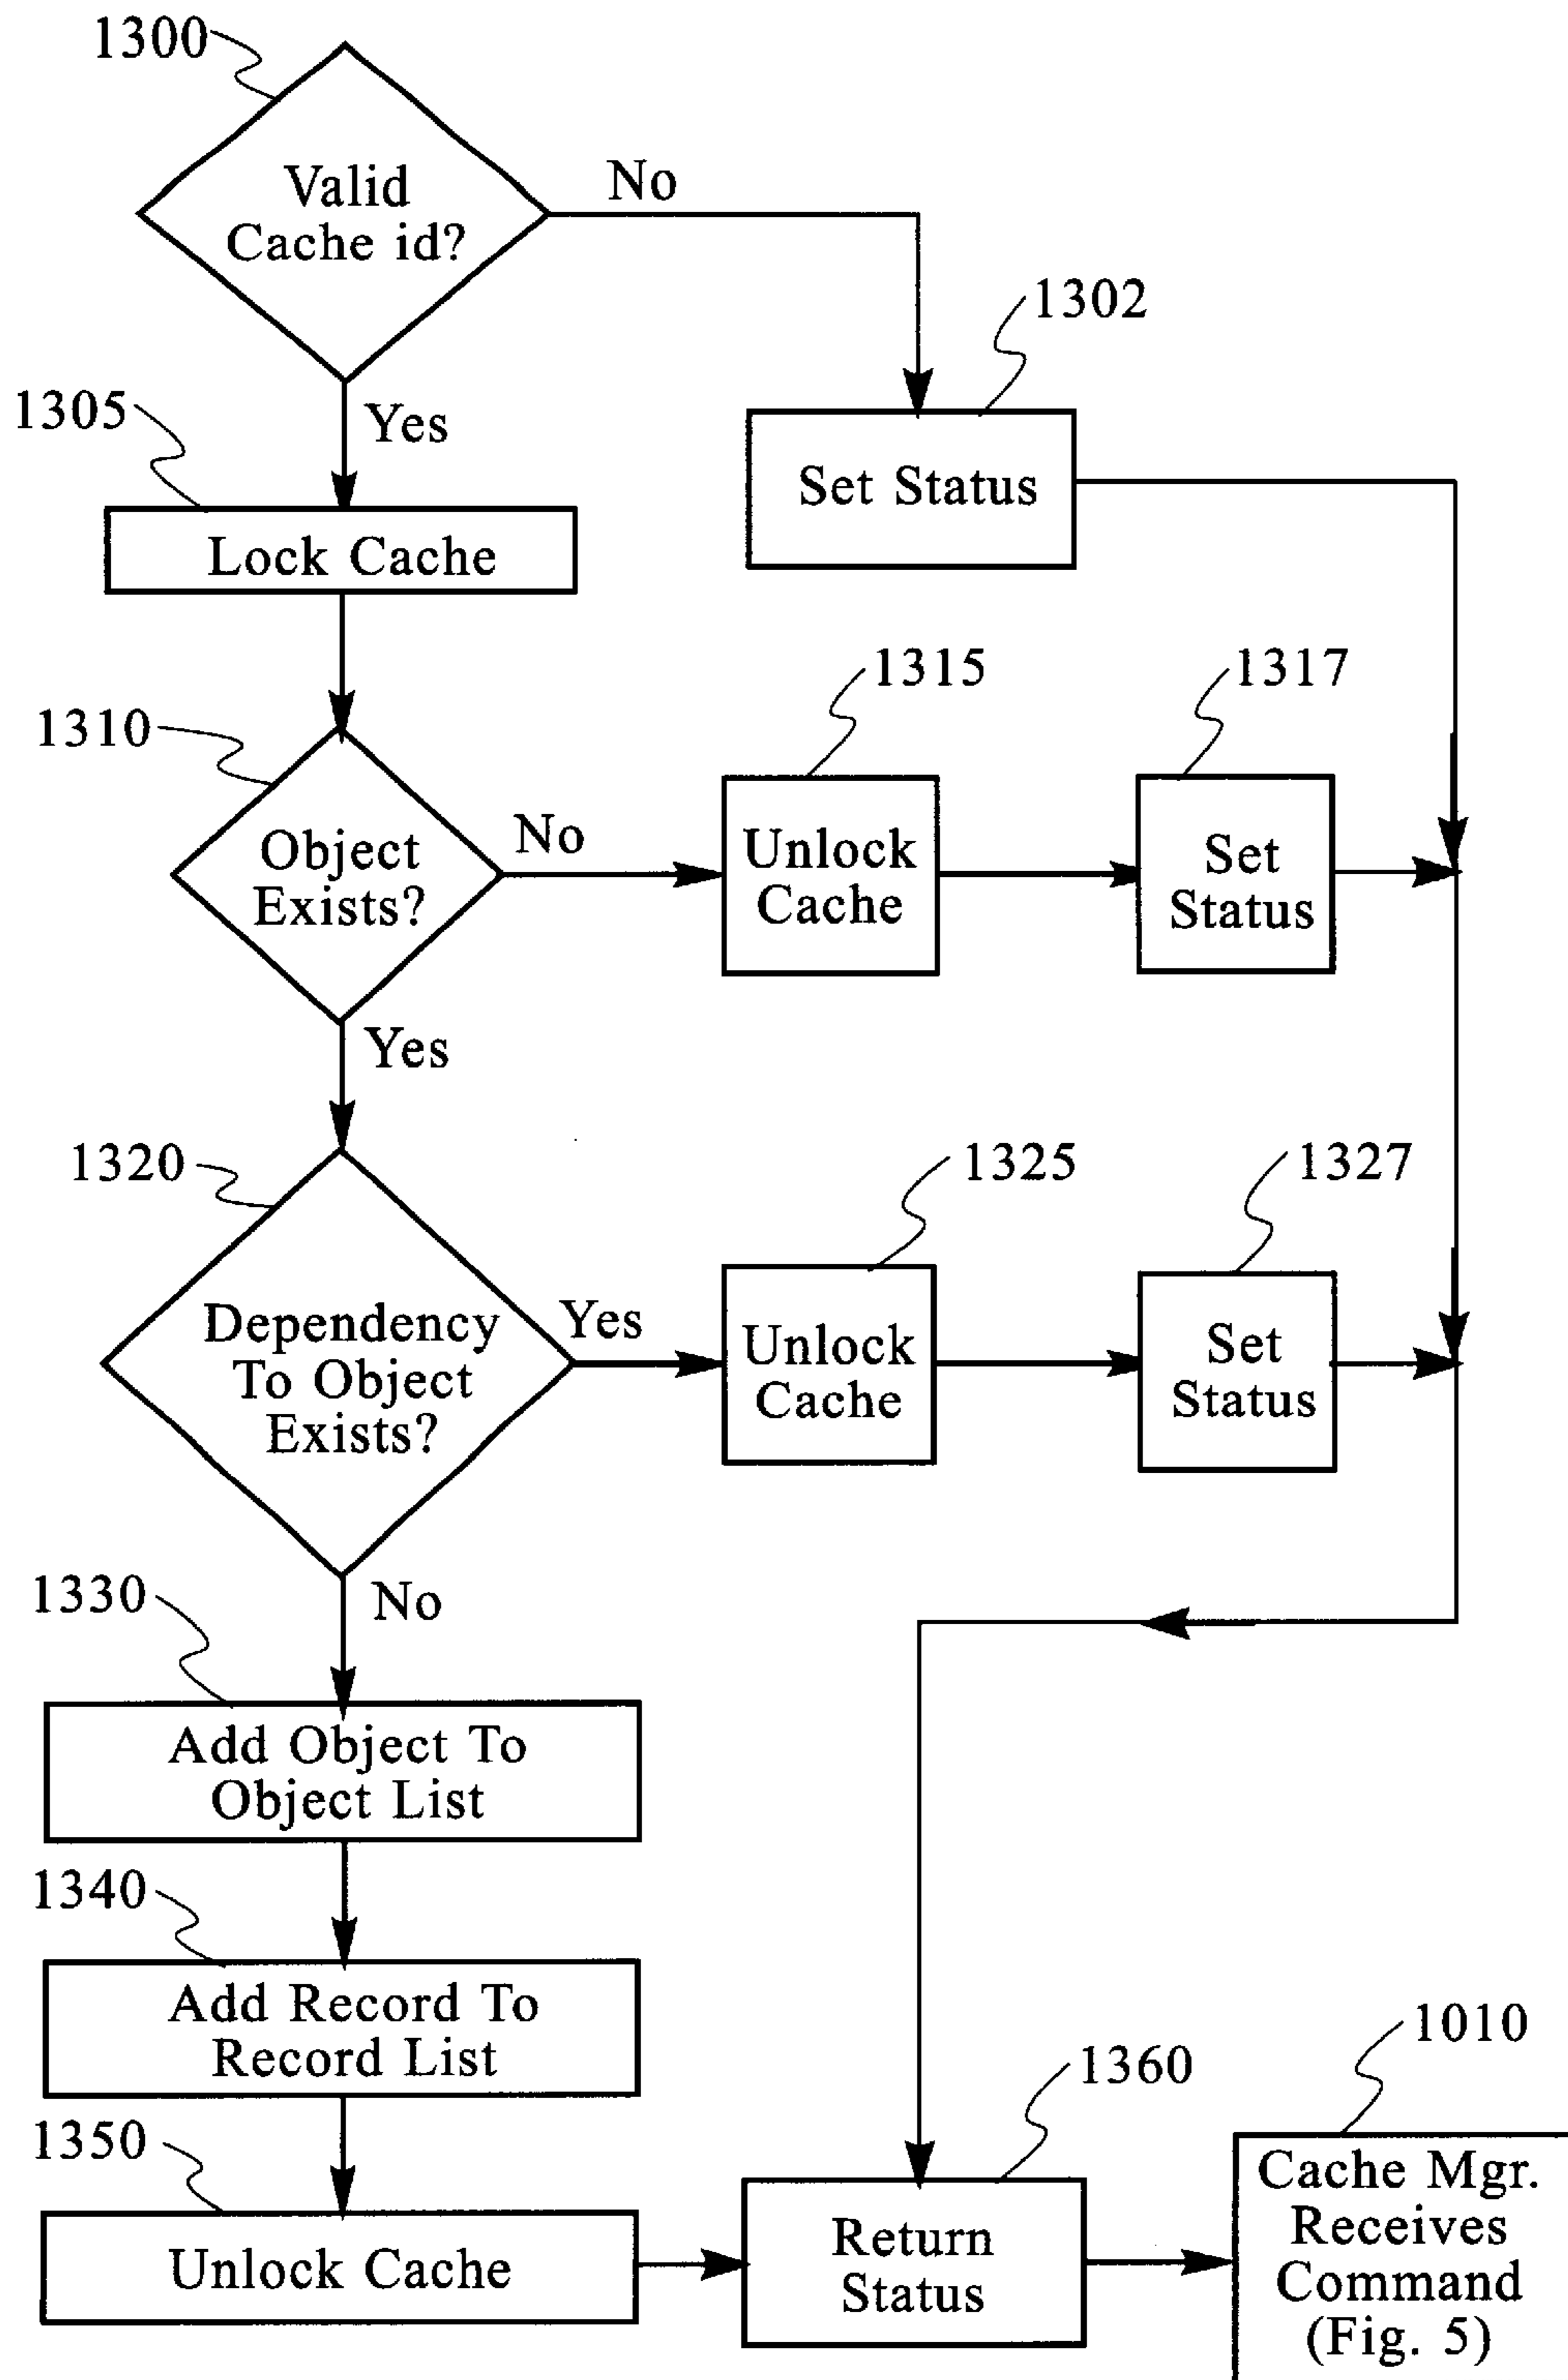 1300
Valid
Cache id?
No
1302
Set Status
1305
Yes
Lock Cache
1310
Object
Exists?
No
1315
Unlock
Cache
1317
Set
Status
Yes
1320
Dependency
To Object
Exists?
Yes
1325
Unlock
Cache
1327
Set
Status
No
1330
Add Object To
Object List
1340
Add Record To
Record List
1350
Unlock Cache
1360
Return
Status
1010
Cache Mgr.
Receives
Command
(Fig. 5)